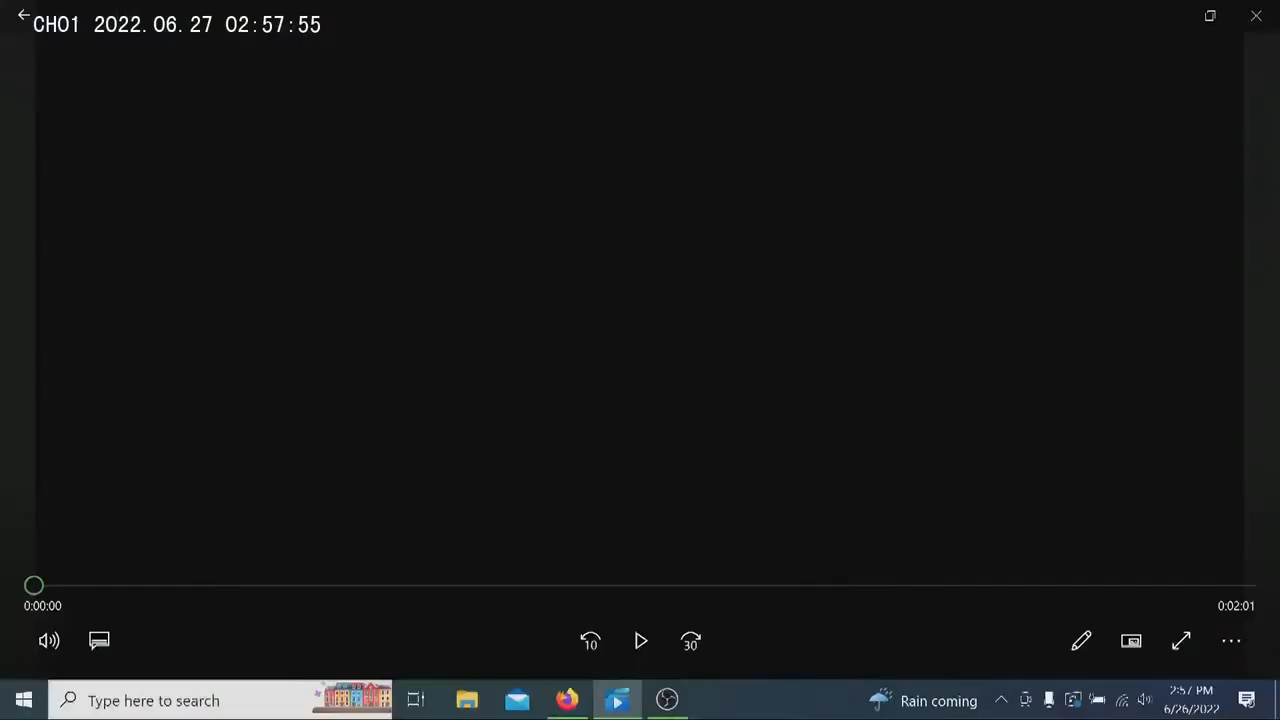 CH01 2022.06.27 02:57:55
0:00:00
0:02:01
10
30
Type here to search
Rain coming
2:57 PM
6/26/2022